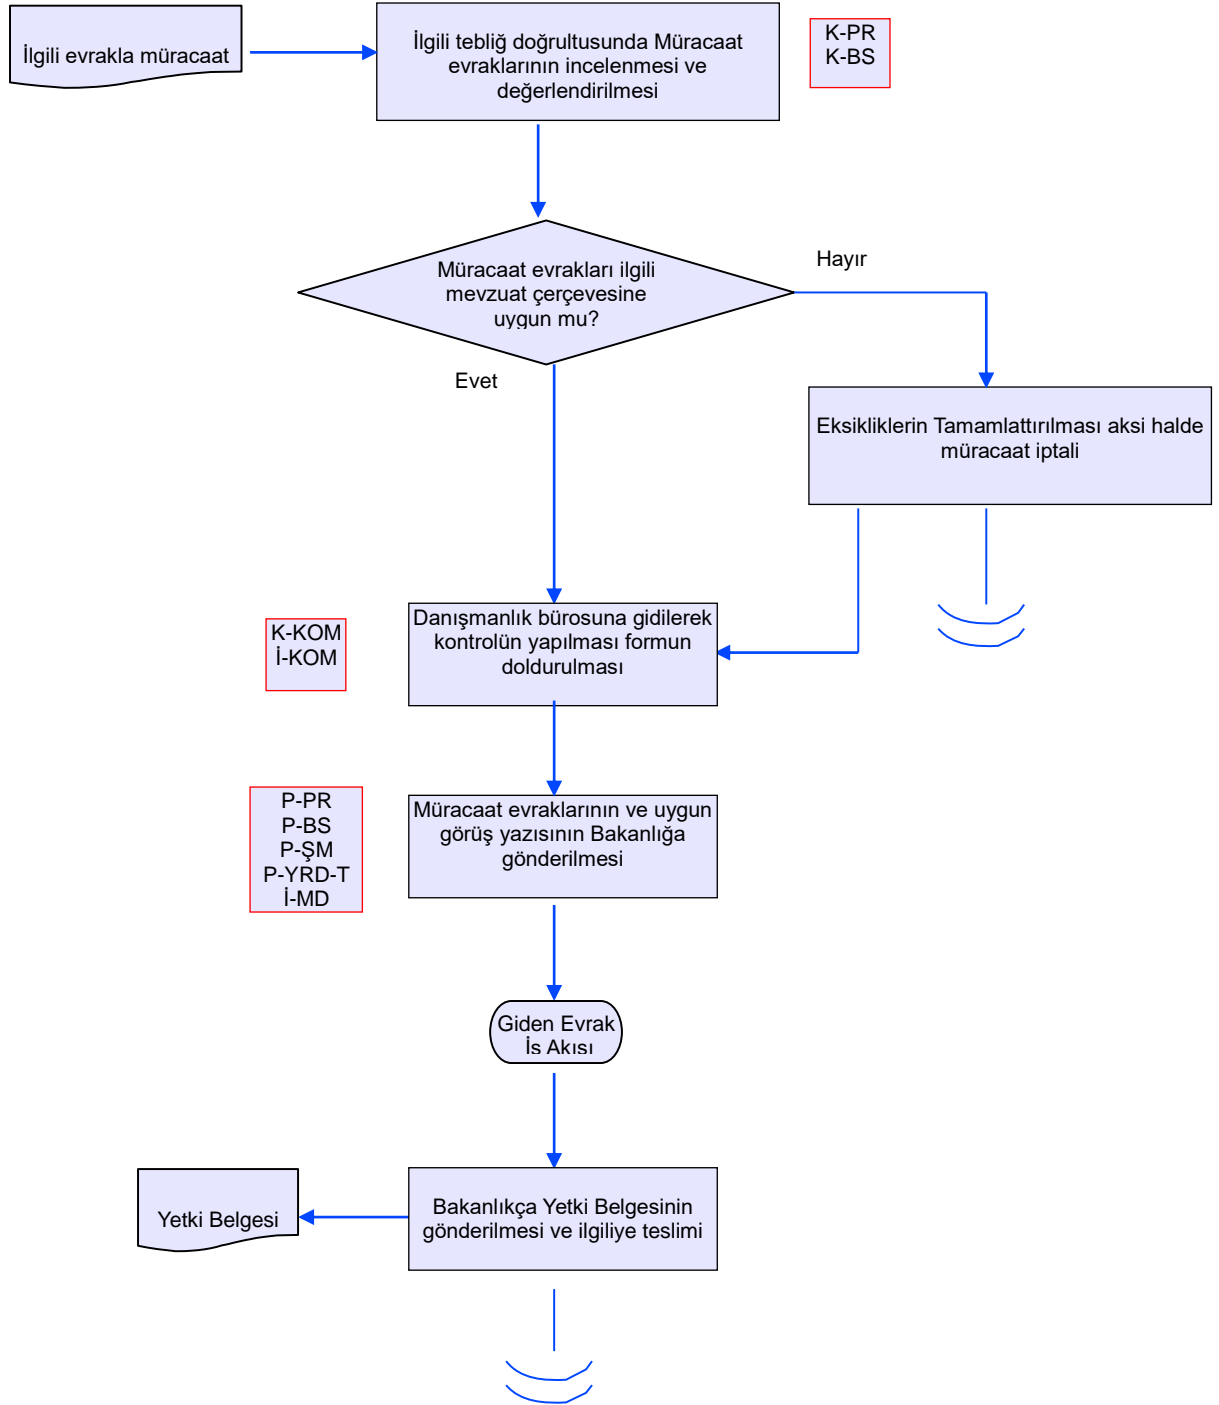 İlgili evrakla müracaat
İlgili tebliğ doğrultusunda Müracaat
evraklarının incelenmesi ve
değerlendirilmesi
K-PR
K-BS
Müracaat evrakları ilgili
mevzuat çerçevesine
uygun mu?
Hayır
Evet
Eksikliklerin Tamamlattırılması aksi halde
müracaat iptali
K-KOM
İ-KOM
Danışmanlık bürosuna gidilerek
kontrolün yapılması formun
doldurulması
P-PR
P-BS
P-ŞM
P-YRD-T
İ-MD
Müracaat evraklarının ve uygun
görüş yazısının Bakanlığa
gönderilmesi
Giden Evrak
İş Akışı
Yetki Belgesi
Bakanlıkça Yetki Belgesinin
gönderilmesi ve ilgiliye teslimi